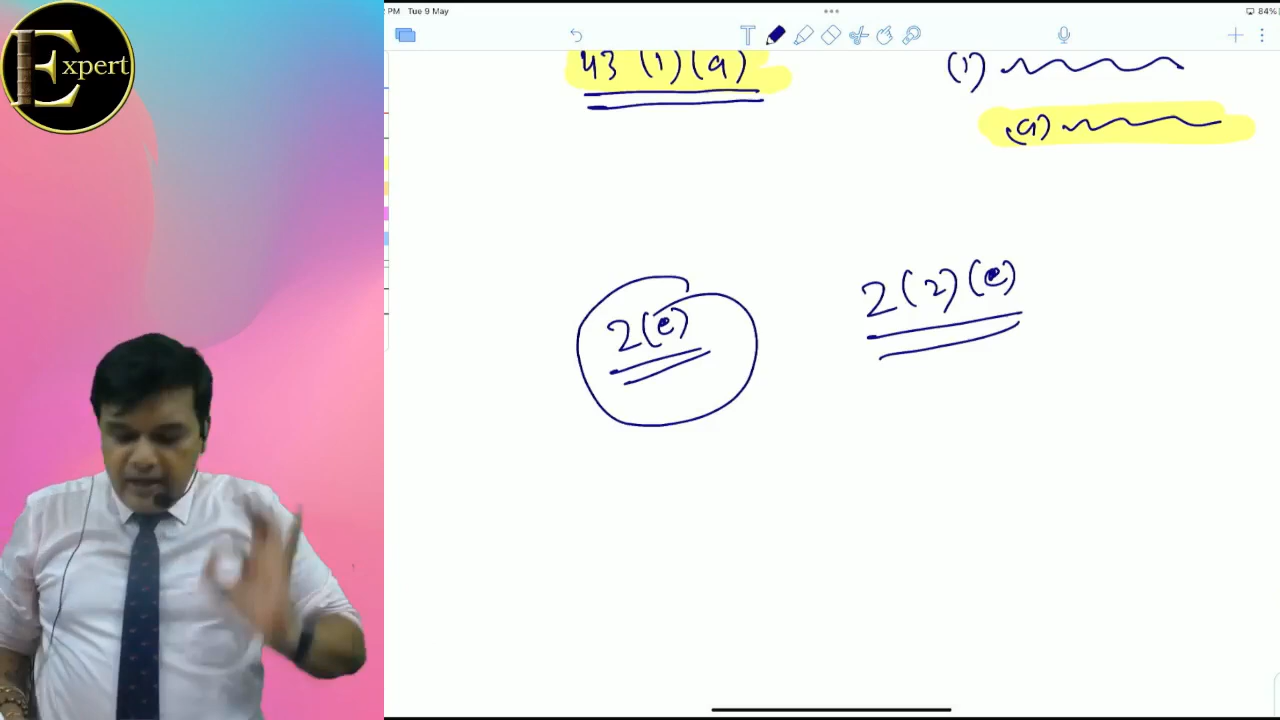 PM Tue 9 May
84%
Expert
T
43 (1) (a)
(1)
(a)
2(e)
2(2)(e)